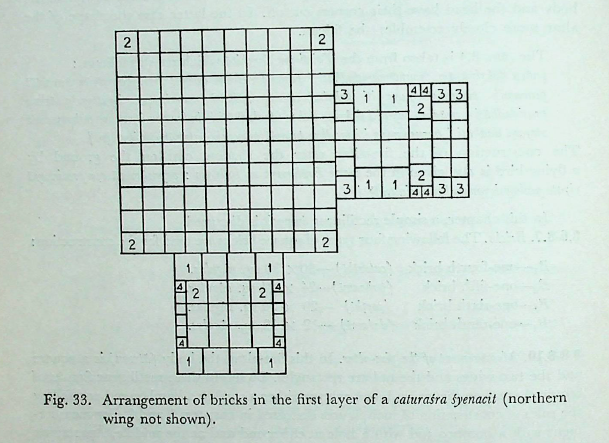 2 2
3 1 1 4 4 3 3
2
2
3 1 1 4 4 3 3
2 2
1 1
4 2 2 4
4 4
1 1
Fig. 33. Arrangement of bricks in the first layer of a caturaśra śyenacit (northern
wing not shown).